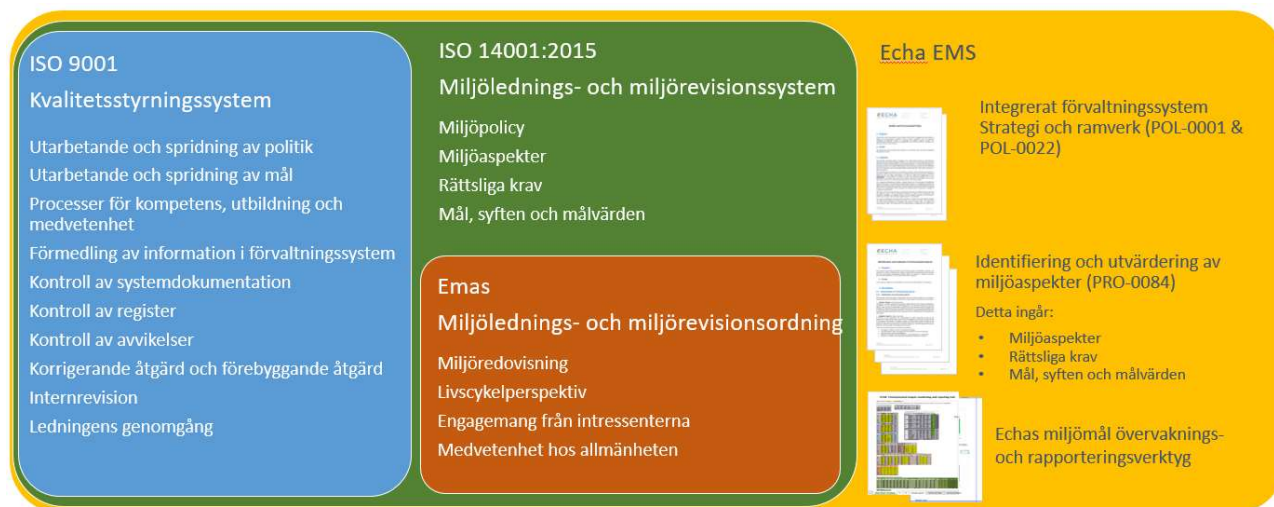 ISO 9001
Kvalitetsstyrningssystem
Utarbetande och spridning av politik
Utarbetande och spridning av mål
Processer för kompetens, utbildning och
medvetenhet
Förmedling av information i förvaltningssystem
Kontroll av systemdokumentation
Kontroll av register
Kontroll av avvikelser
Korrigerande åtgärd och förebyggande åtgärd
Internrevision
Ledningens genomgång
ISO 14001:2015
Miljölednings- och miljörevisionssystem
Miljöpolicy
Miljöaspekter
Rättsliga krav
Mål, syften och målvärden
Emas
Miljölednings- och miljörevisionsordning
Miljöredovisning
Livscykelperspektiv
Engagemang från intressenterna
Medvetenhet hos allmänheten
Echa EMS
Integrerat förvaltningssystem
Strategi och ramverk (POL-0001 &
POL-0022)
Identifiering och utvärdering av
miljöaspekter (PRO-0084)
Detta ingår:
• Miljöaspekter
• Rättsliga krav
• Mål, syften och målvärden
Echas miljömål övervaknings-
och rapporteringsverktyg
ECHA
ECHA